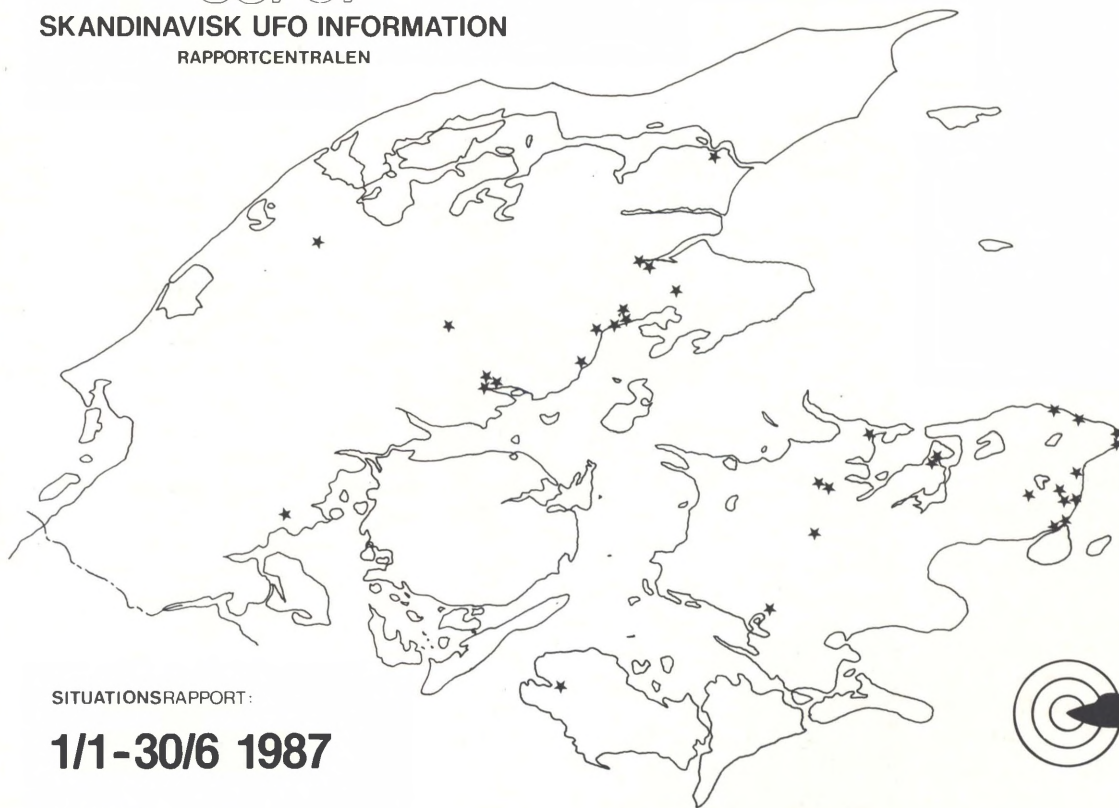 SKANDINAVISK UFO INFORMATION
RAPPORTCENTRALEN
SITUATIONSRAPPORT:
1/1-30/6 1987